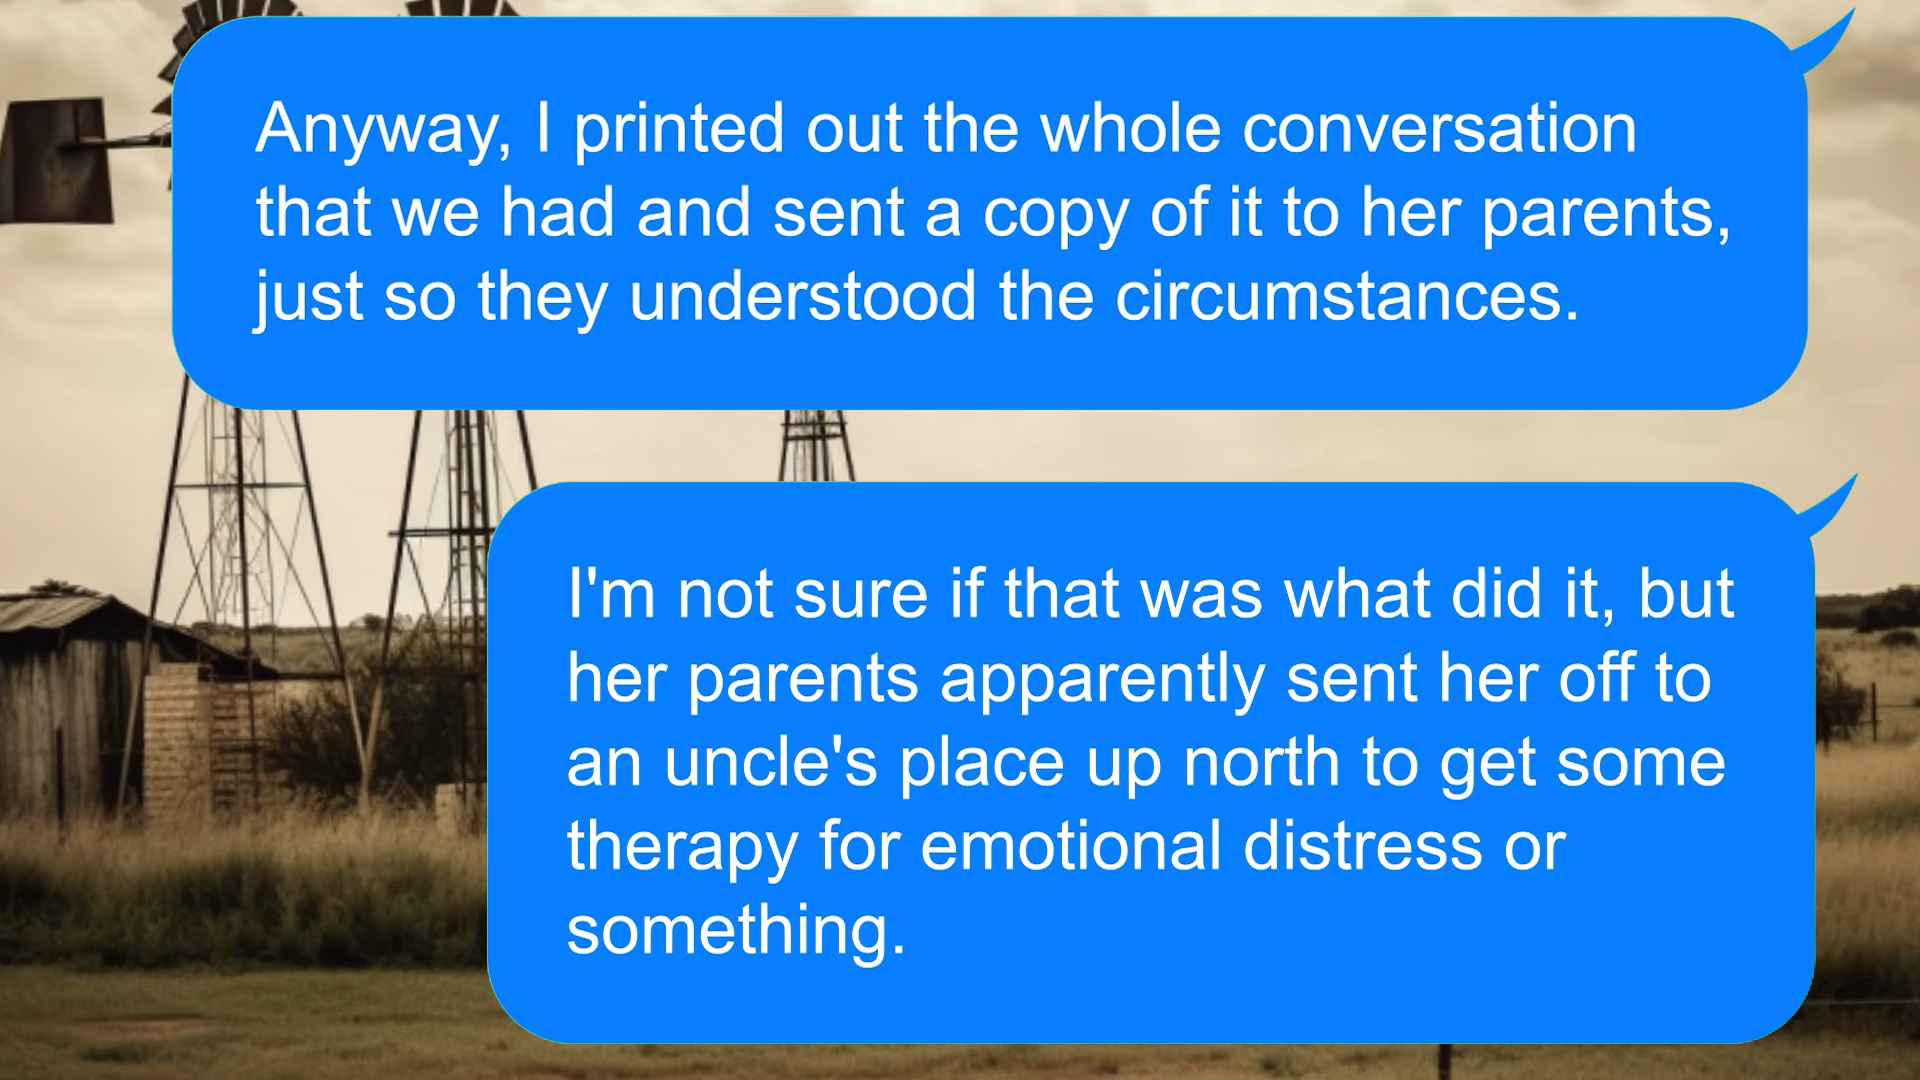 Anyway, I printed out the whole conversation
that we had and sent a copy of it to her parents,
just so they understood the circumstances.
I'm not sure if that was what did it, but
her parents apparently sent her off to
an uncle's place up north to get some
therapy for emotional distress or
something.